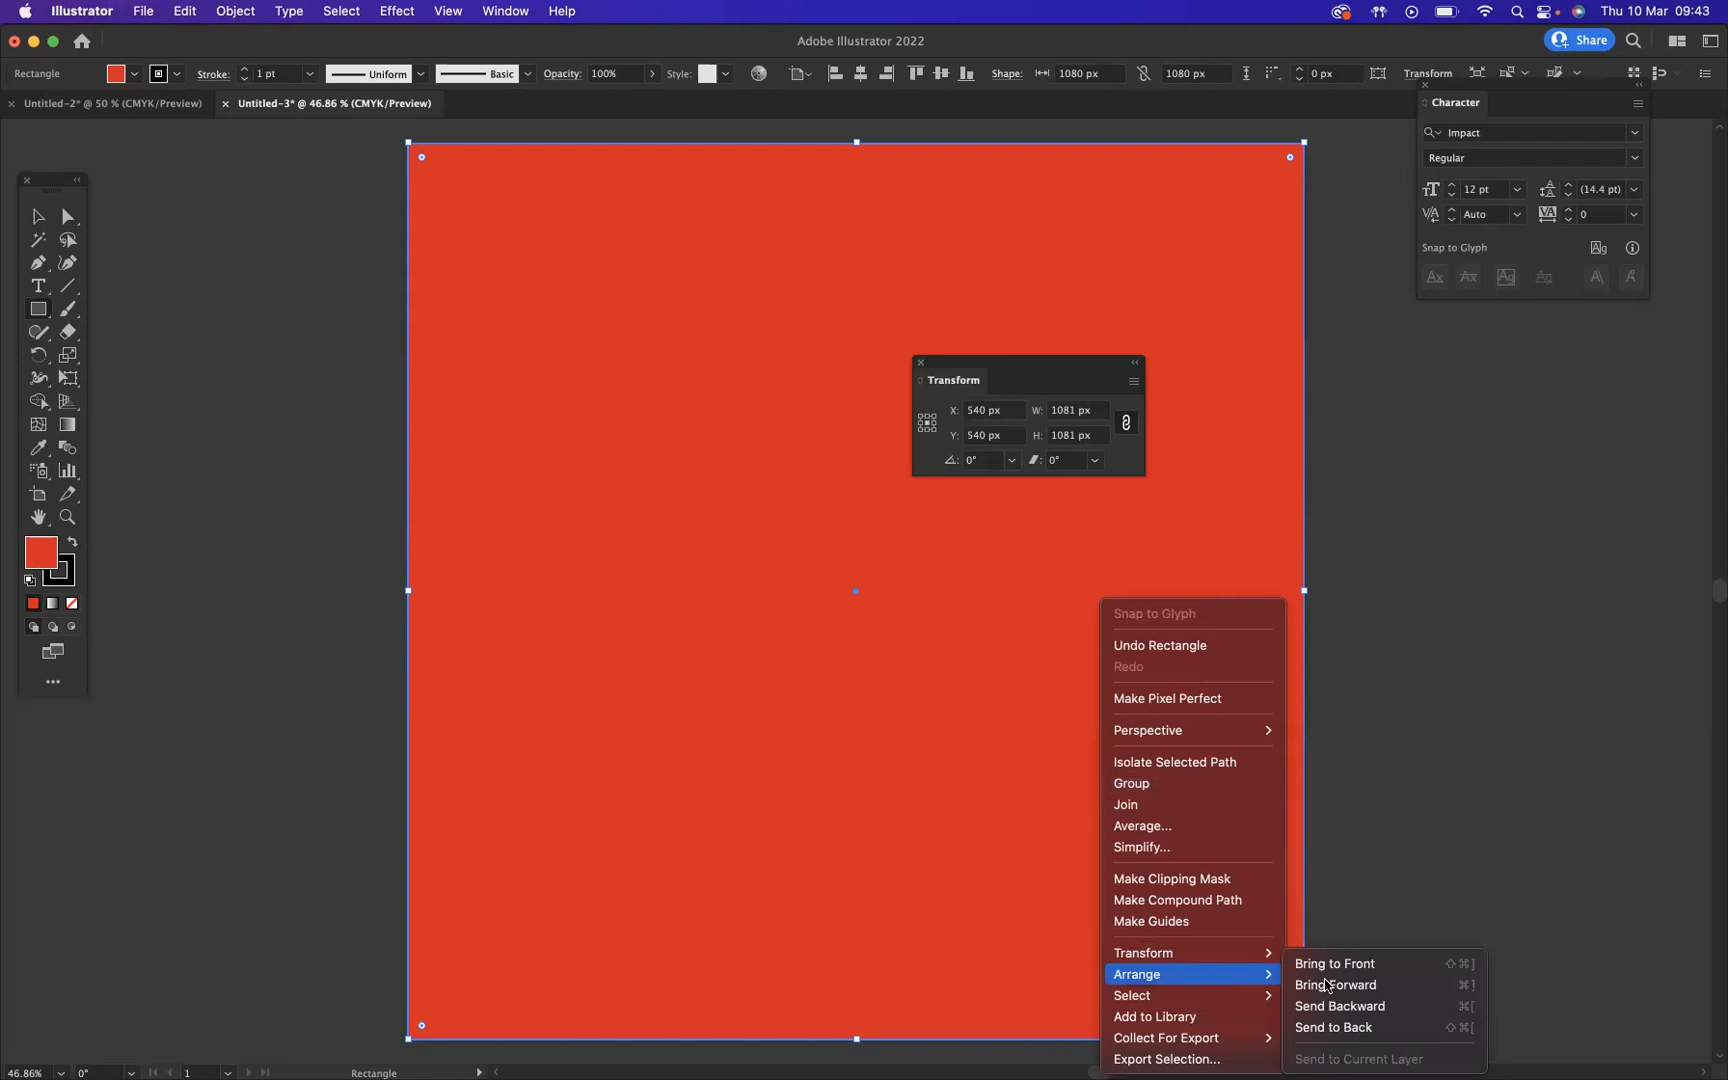 Illustrator File Edit Object Type Select Effect View Window Help Thu 10 Mar 09:43
Adobe Illustrator 2022 Share
Rectangle Stroke: 1 pt Uniform Basic Opacity: 100% Style: Shape: 1080 px 1080 px 0 px Transform
Untitled-2* @ 50 % (CMYK/Preview) Untitled-3* @ 46.86 % (CMYK/Preview)
Character
Impact
Regular
12 pt (14.4 pt)
Auto 0
Snap to Glyph
Transform
X: 540 px W: 1081 px
Y: 540 px H: 1081 px
0° 0°
Snap to Glyph
Undo Rectangle
Redo
Make Pixel Perfect
Perspective
Isolate Selected Path
Group
Join
Average...
Simplify...
Make Clipping Mask
Make Compound Path
Make Guides
Transform
Arrange
Select
Add to Library
Collect For Export
Export Selection...
Bring to Front ⇧⌘]
Bring Forward ⌘]
Send Backward ⌘[
Send to Back ⇧⌘[
Send to Current Layer
46.86% 0° 1 Rectangle